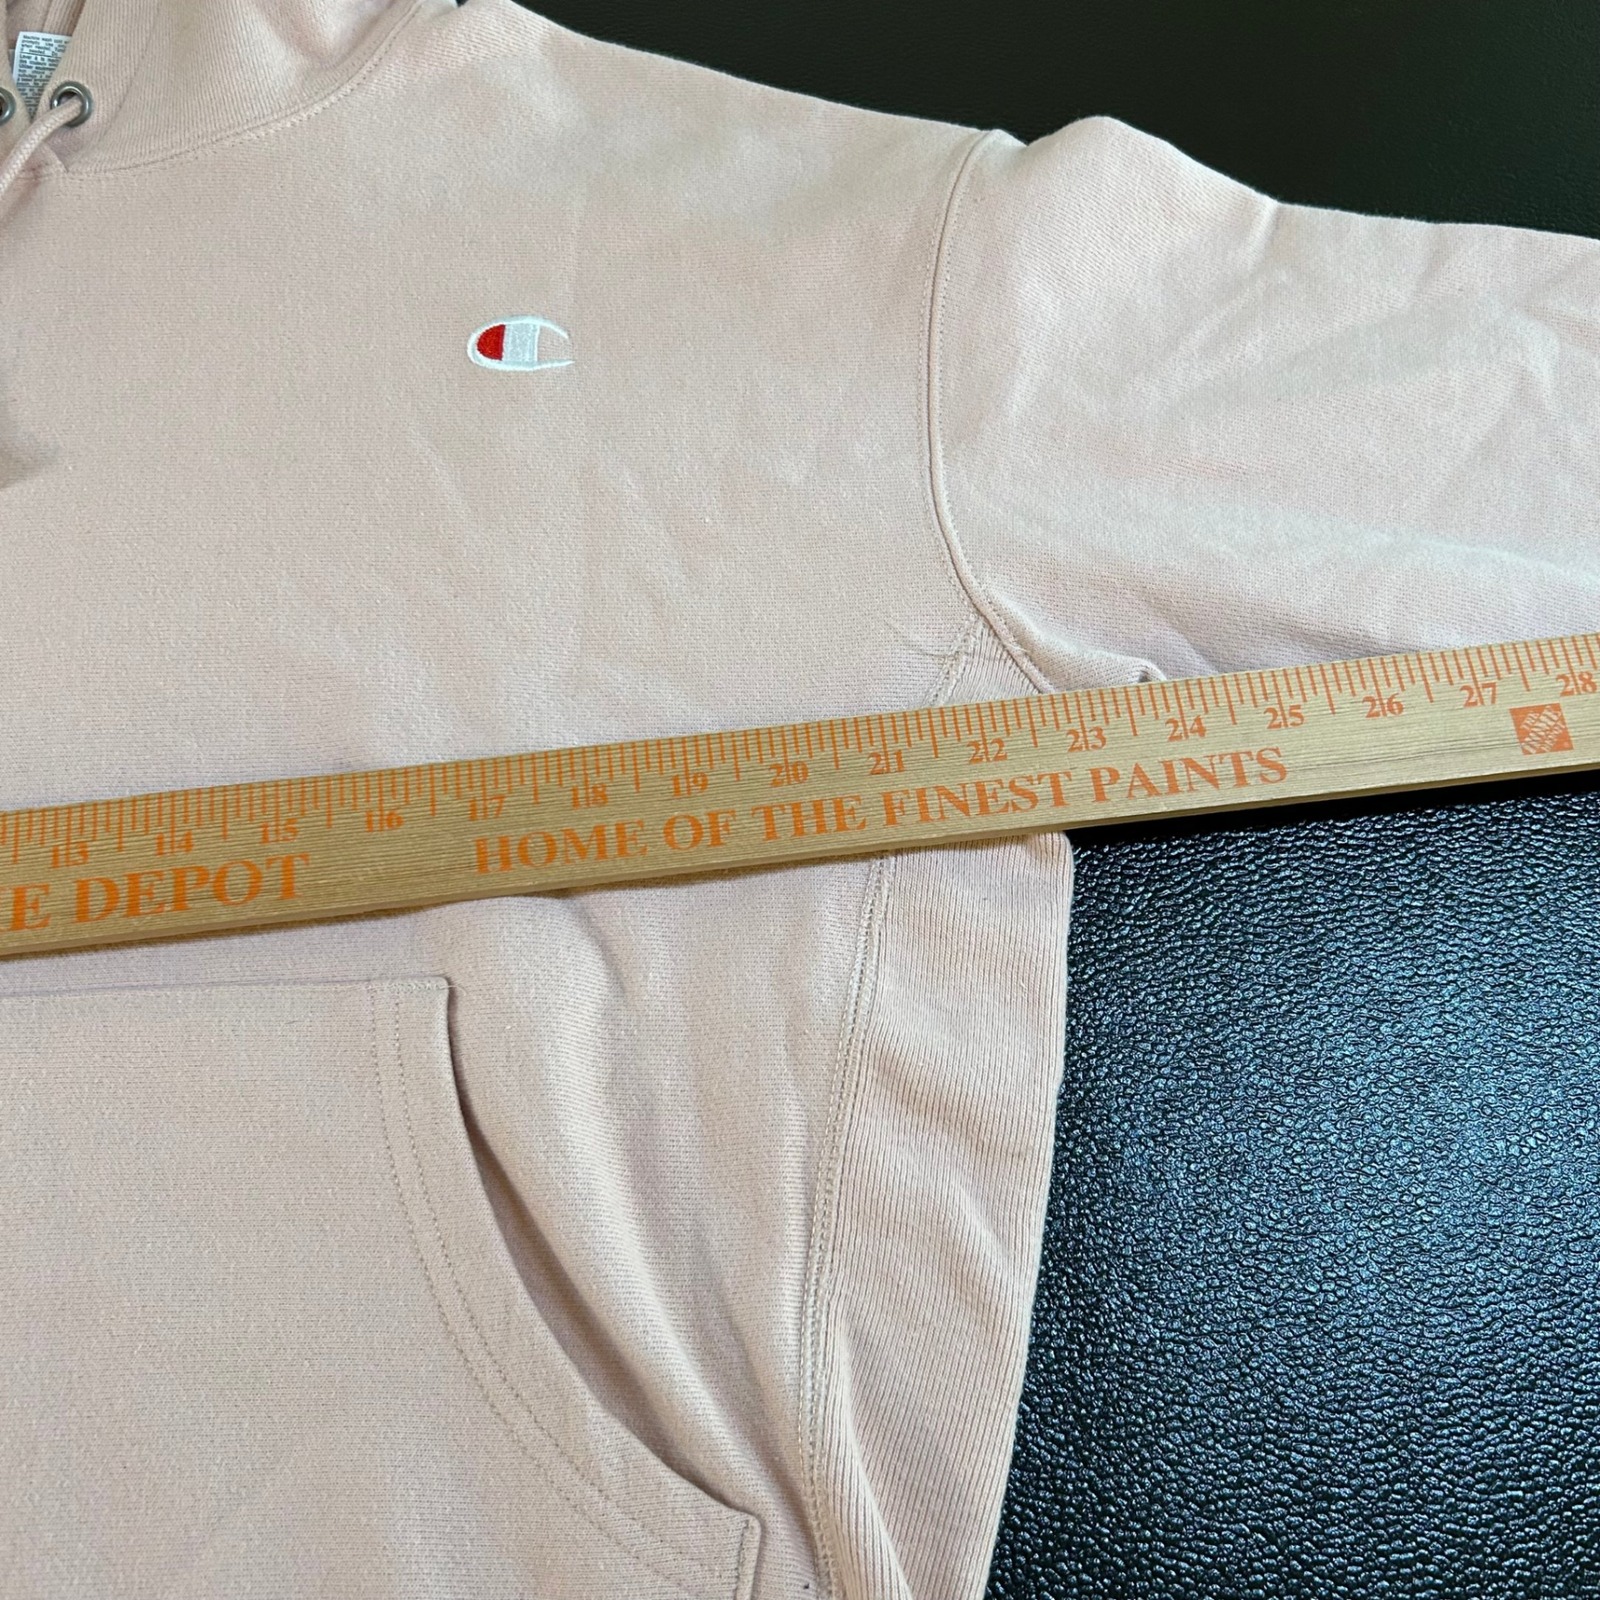 13 14 15 16 17 18 19 20 21 22 23 24 25 26 27 28
E DEPOT HOME OF THE FINEST PAINTS